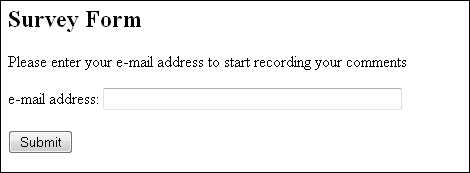 Survey Form
Please enter your e-mail address to start recording your comments
e-mail address:
Submit